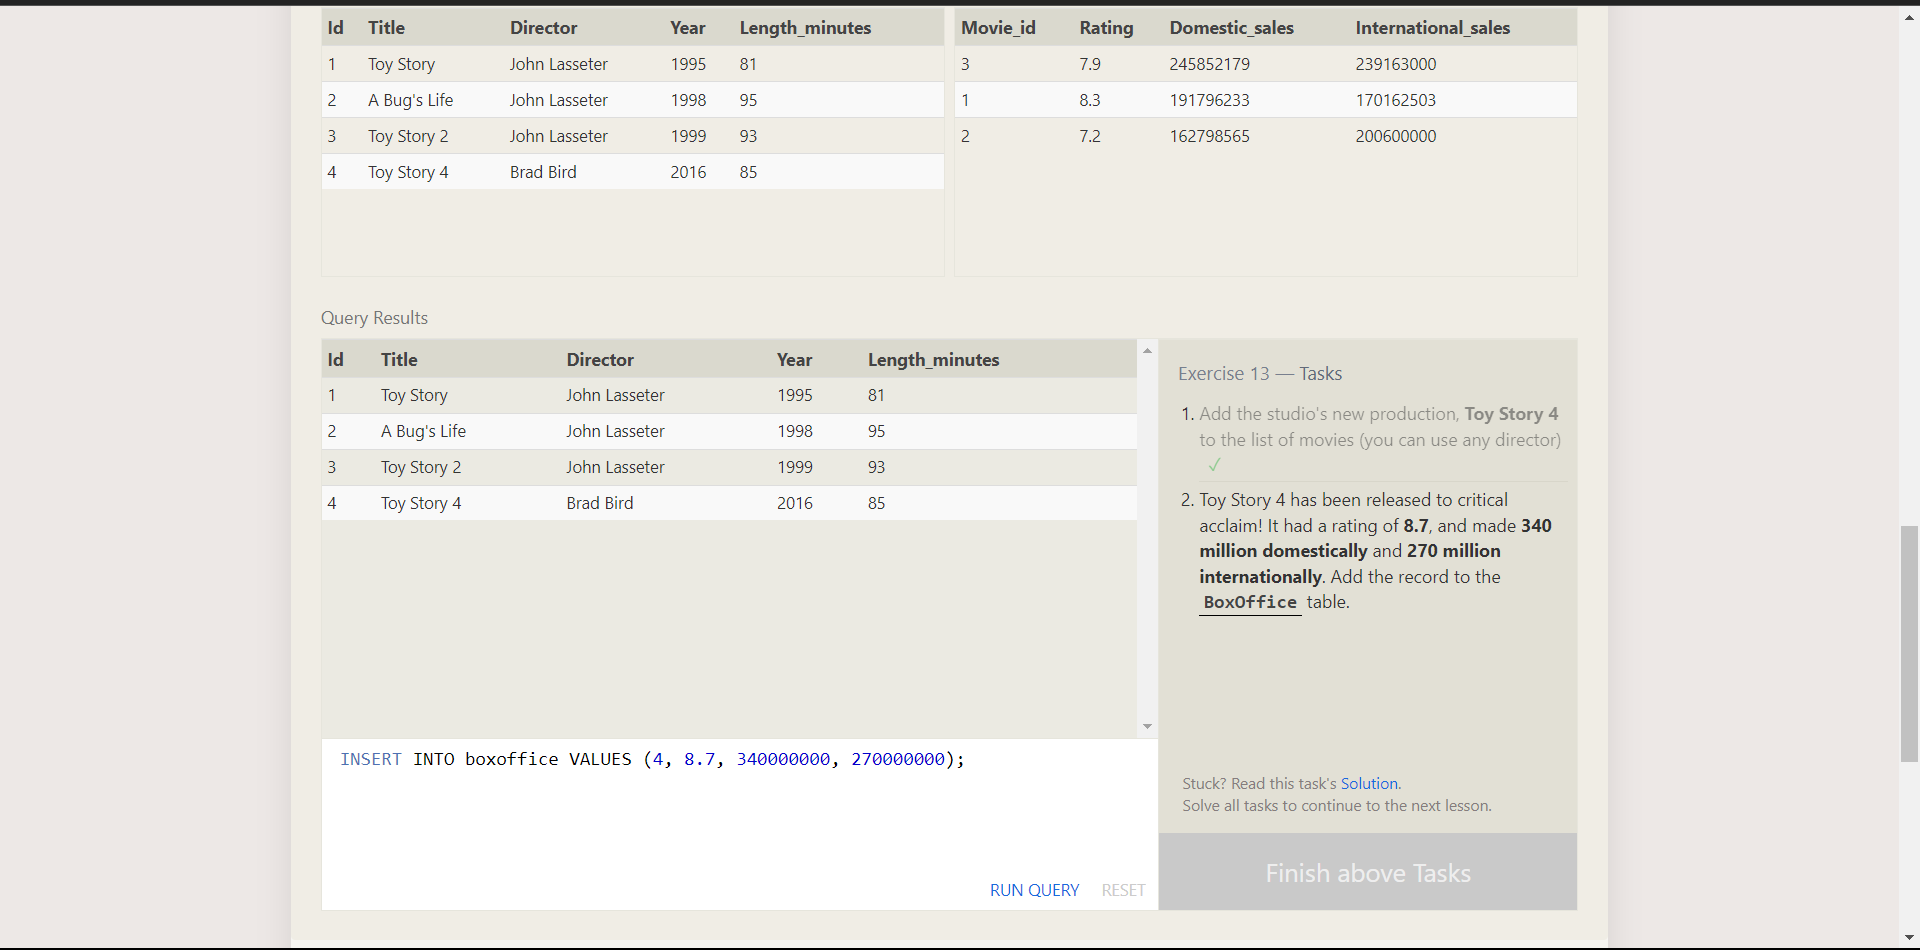 Id Title Director Year Length_minutes
1 Toy Story John Lasseter 1995 81
2 A Bug's Life John Lasseter 1998 95
3 Toy Story 2 John Lasseter 1999 93
4 Toy Story 4 Brad Bird 2016 85
Movie_id Rating Domestic_sales International_sales
3 7.9 245852179 239163000
1 8.3 191796233 170162503
2 7.2 162798565 200600000
Query Results
Id Title Director Year Length_minutes
1 Toy Story John Lasseter 1995 81
2 A Bug's Life John Lasseter 1998 95
3 Toy Story 2 John Lasseter 1999 93
4 Toy Story 4 Brad Bird 2016 85
INSERT INTO boxoffice VALUES (4, 8.7, 340000000, 270000000);
RUN QUERY RESET
Exercise 13 — Tasks
1. Add the studio's new production, Toy Story 4
to the list of movies (you can use any director)
✓
2. Toy Story 4 has been released to critical
acclaim! It had a rating of 8.7, and made 340
million domestically and 270 million
internationally. Add the record to the
BoxOffice table.
Stuck? Read this task's Solution.
Solve all tasks to continue to the next lesson.
Finish above Tasks